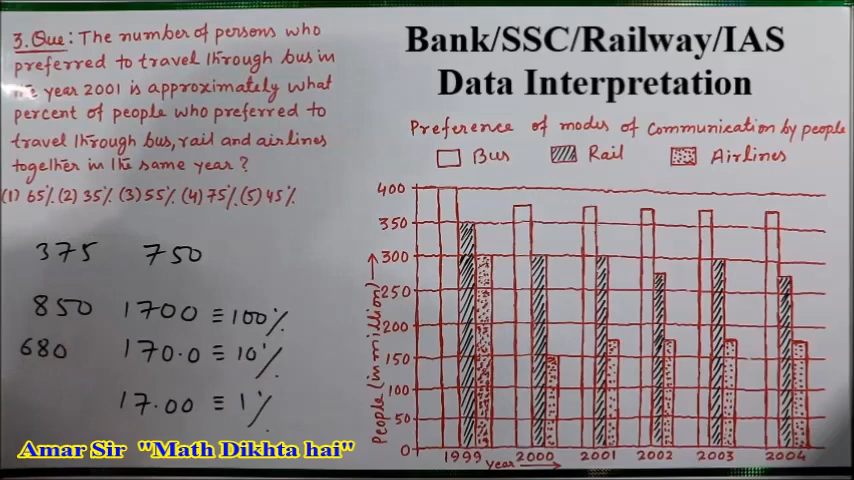 3. Que: The number of persons who
preferred to travel through bus in
the year 2001 is approximately what
percent of people who preferred to
travel through bus, rail and airlines
together in the same year?
(1) 65% (2) 35% (3) 55% (4) 75% (5) 45%
375 750
850 1700 ≡ 100%
680 170.0 ≡ 10%
17.00 ≡ 1%
Amar Sir "Math Dikhta hai"
Bank/SSC/Railway/IAS
Data Interpretation
Preference of modes of Communication by people
Bus Rail Airlines
400
350
300
250
200
150
100
50
0
People (in million)
1999 2000 2001 2002 2003 2004
year